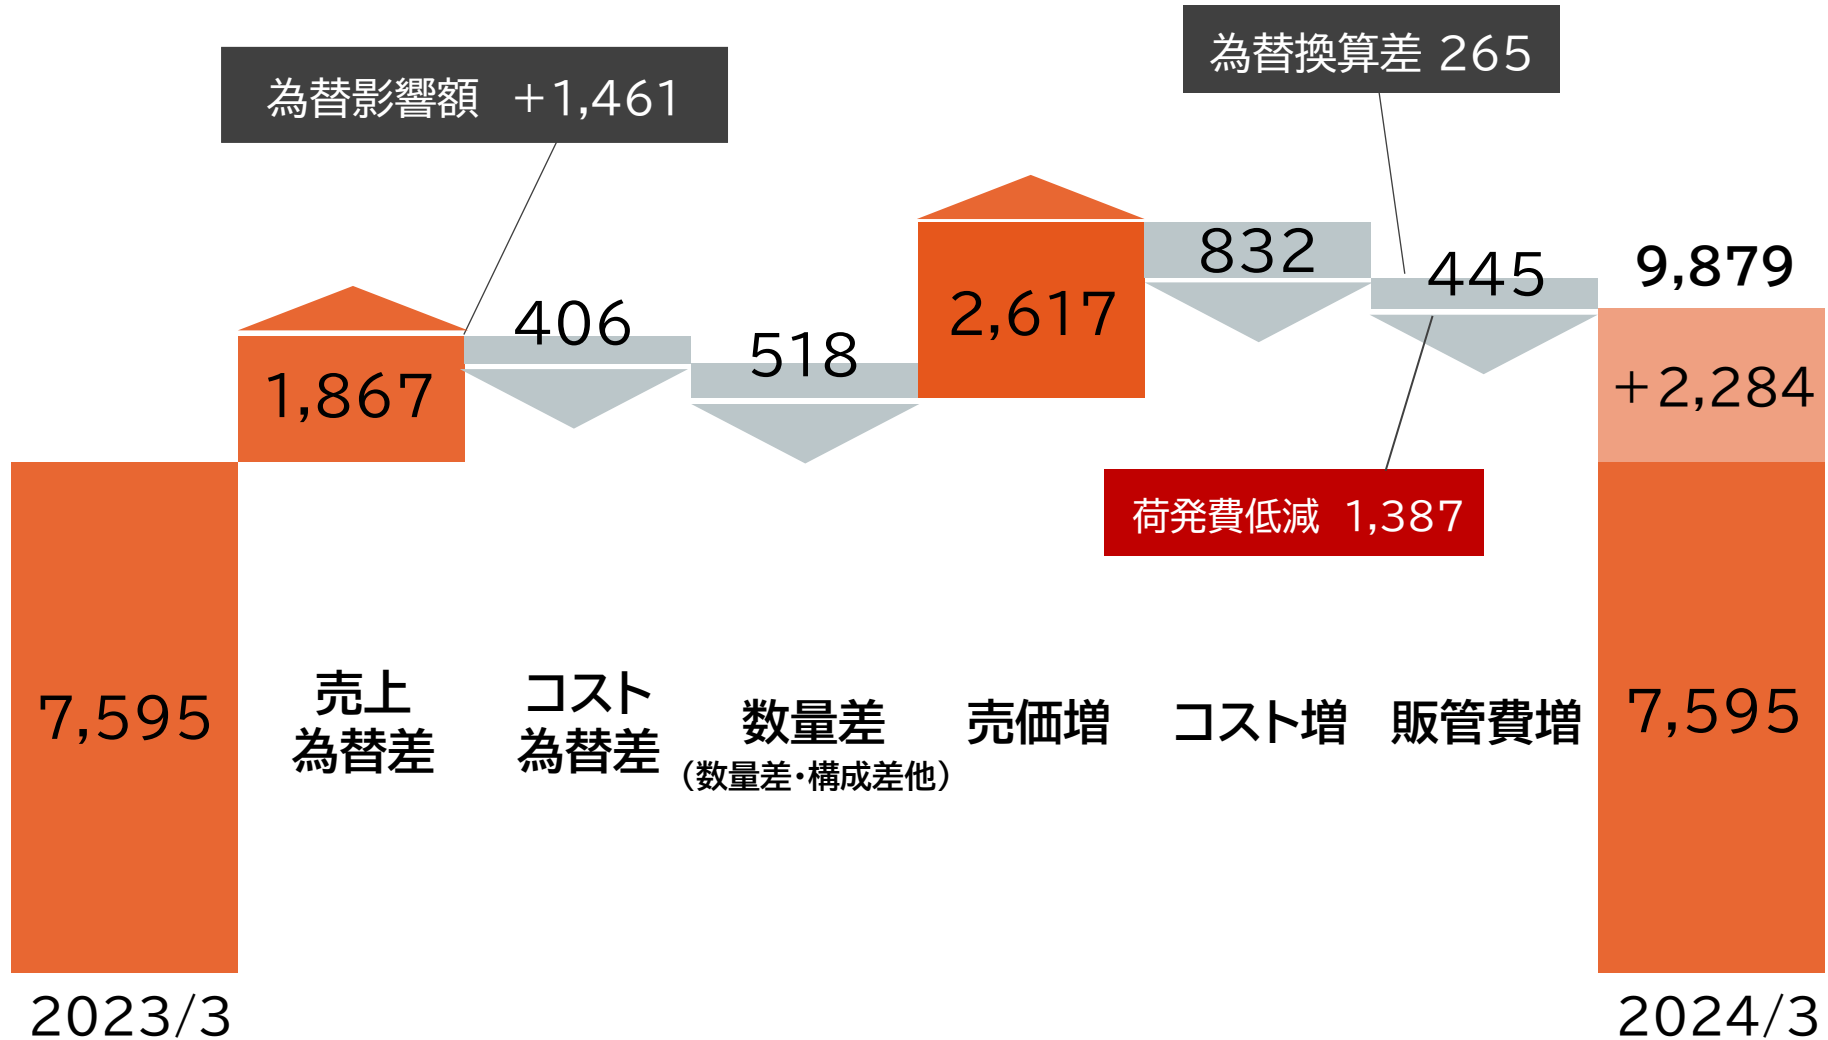 為替影響額 +1,461
為替換算差 265
7,595
1,867
406
518
2,617
832
445
9,879
+2,284
7,595
荷発費低減 1,387
売上
為替差
コスト
為替差
数量差
(数量差・構成差他)
売価増
コスト増
販管費増
2023/3
2024/3